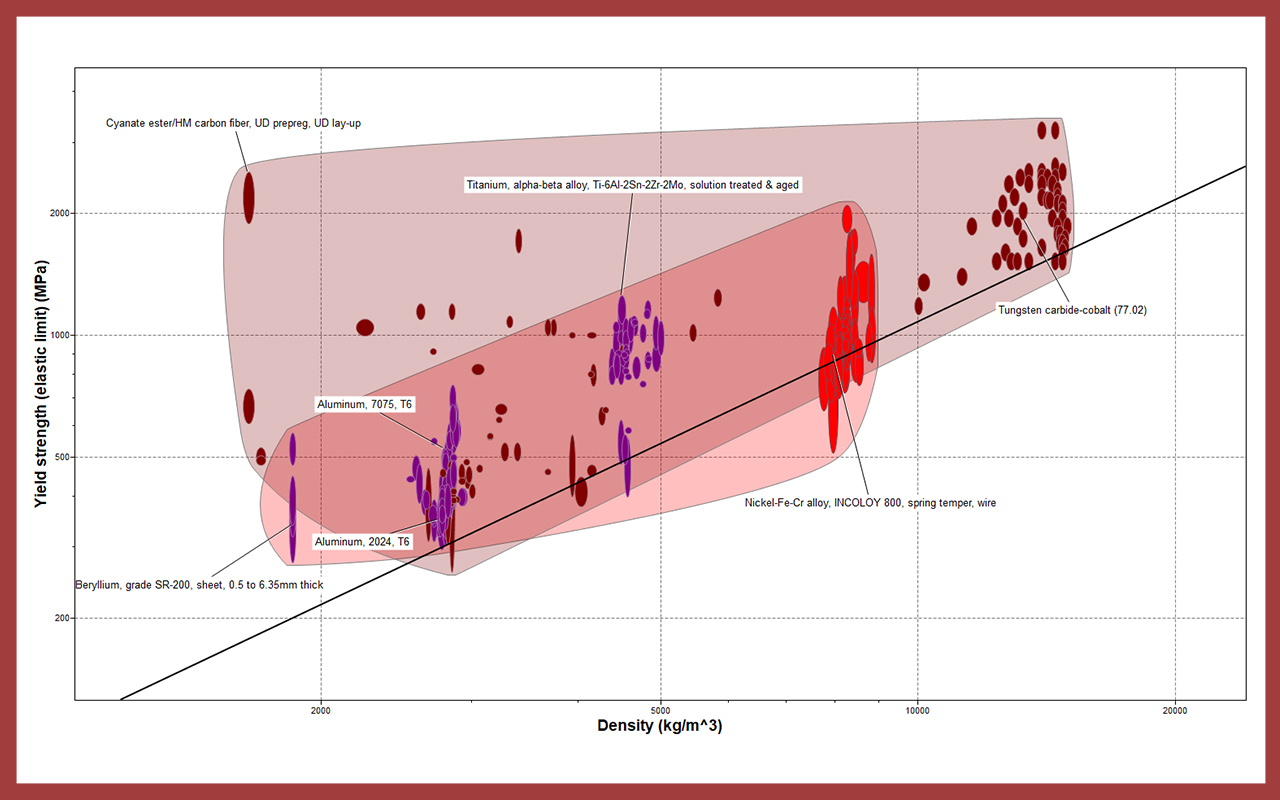 Cyanate ester/HM carbon fiber, UD prepreg, UD lay-up
Titanium, alpha-beta alloy, Ti-6Al-2Sn-2Zr-2Mo, solution treated & aged
2000
Tungsten carbide-cobalt (77.02)
1000
Aluminum, 7075, T6
500
Nickel-Fe-Cr alloy, INCOLOY 800, spring temper, wire
Aluminum, 2024, T6
Beryllium, grade SR-200, sheet, 0.5 to 6.35mm thick
200
Yield strength (elastic limit) (MPa)
2000
5000
10000
20000
Density (kg/m^3)